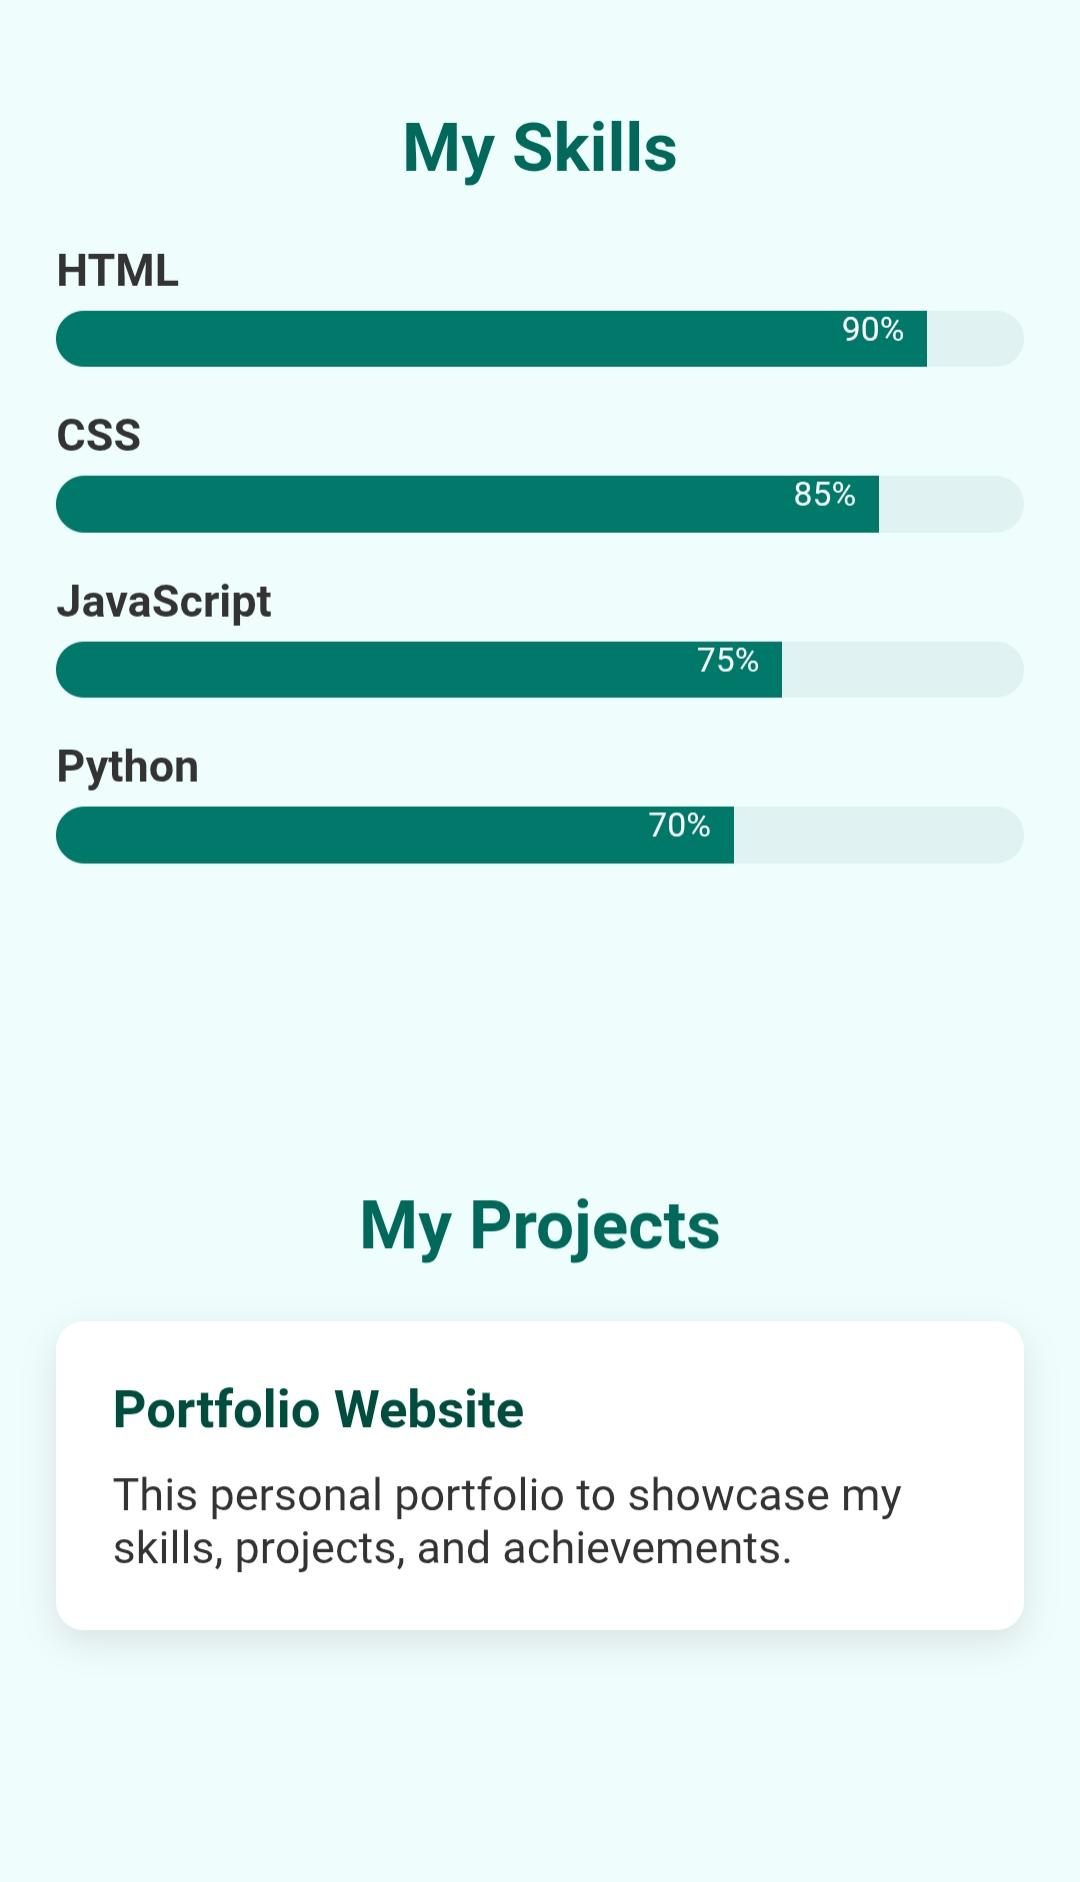 My Skills
HTML
90%
CSS
85%
JavaScript
75%
Python
70%
My Projects
Portfolio Website
This personal portfolio to showcase my
skills, projects, and achievements.